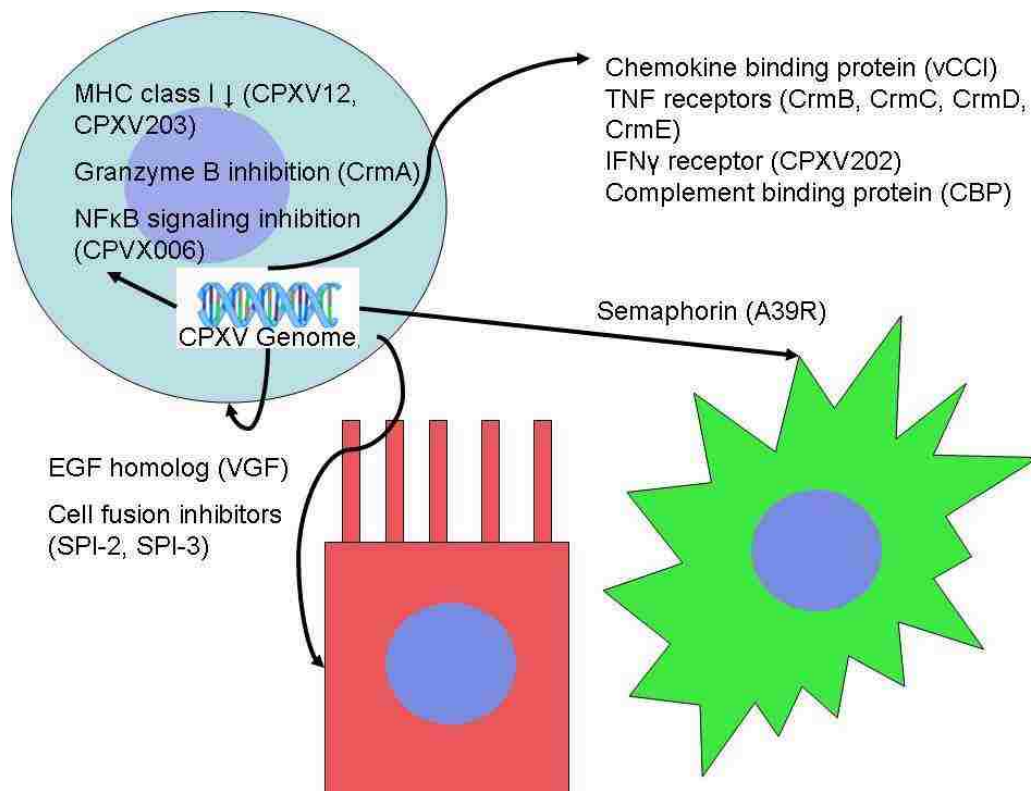 MHC class I ↓ (CPXV12,
CPXV203)
Granzyme B inhibition (CrmA)
NFκB signaling inhibition
(CPVX006)
CPXV Genome
Chemokine binding protein (vCCI)
TNF receptors (CrmB, CrmC, CrmD,
CrmE)
IFNγ receptor (CPXV202)
Complement binding protein (CBP)
Semaphorin (A39R)
EGF homolog (VGF)
Cell fusion inhibitors
(SPI-2, SPI-3)